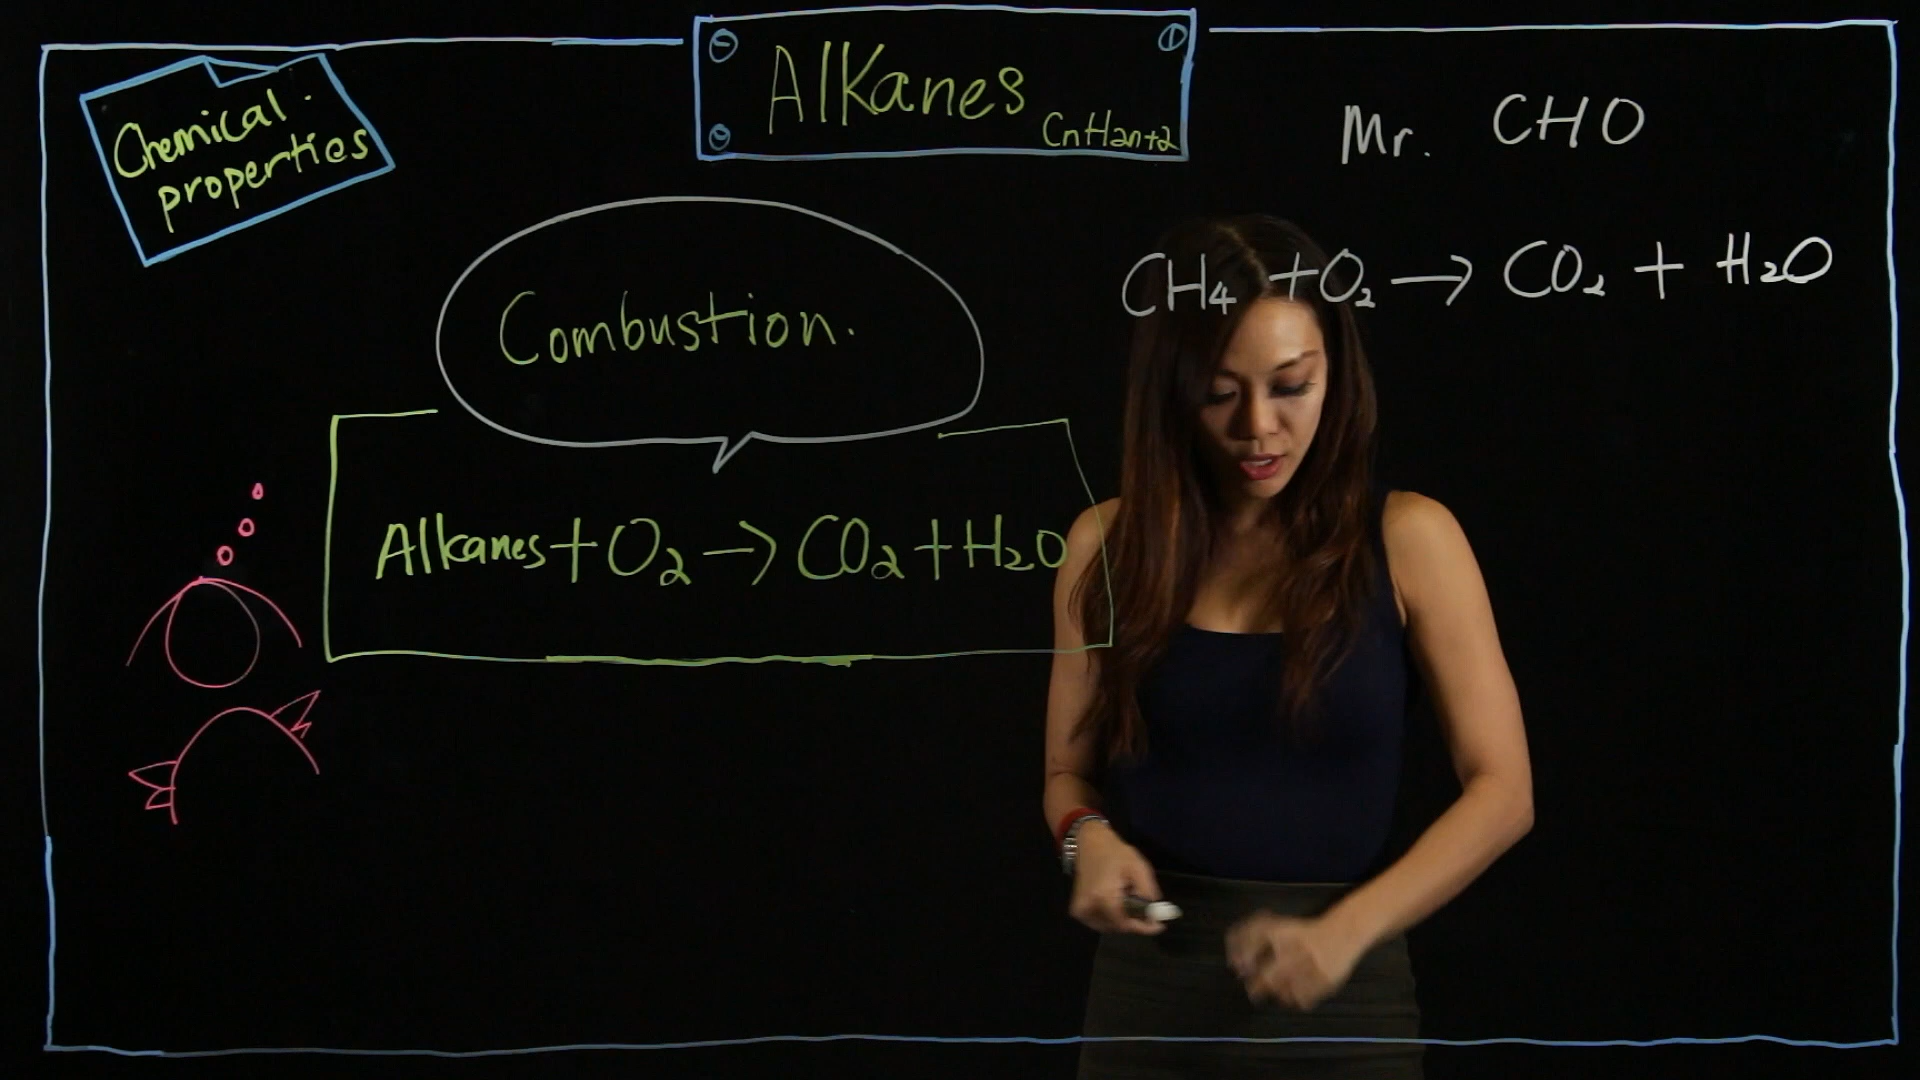 Alkanes
CnH2n+2
Chemical.
properties
Mr. CHO
CH₄ + O₂ → CO₂ + H₂O
Combustion.
Alkanes + O₂ → CO₂ + H₂O